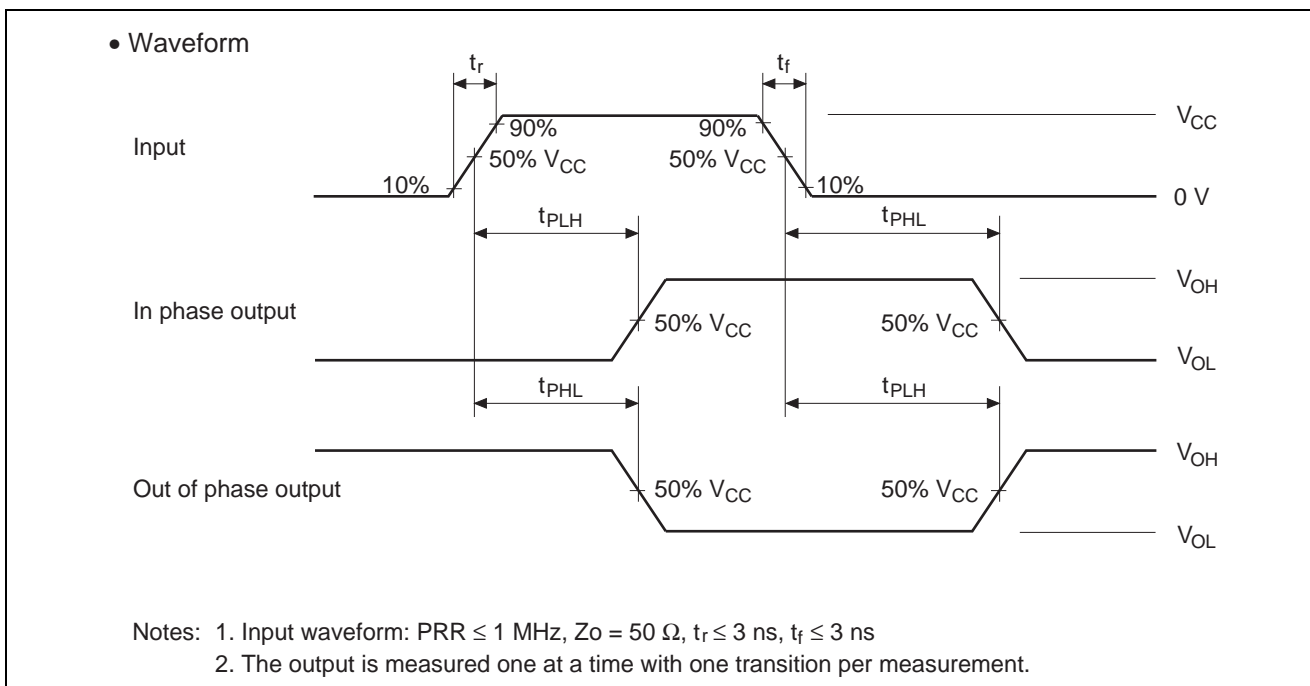 • Waveform
tr tf
90% 90% VCC
Input 50% VCC 50% VCC
10% 10% 0 V
tPLH tPHL
VOH
In phase output 50% VCC 50% VCC
VOL
tPHL tPLH
VOH
Out of phase output 50% VCC 50% VCC
VOL
Notes: 1. Input waveform: PRR ≤ 1 MHz, Zo = 50 Ω, tr ≤ 3 ns, tf ≤ 3 ns
2. The output is measured one at a time with one transition per measurement.